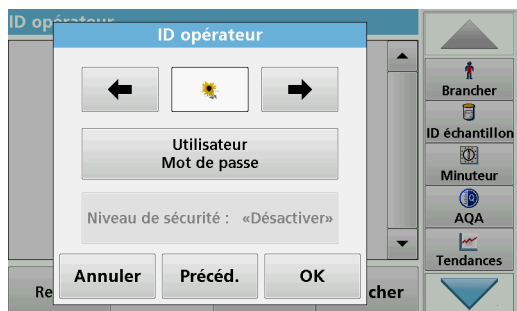 ID opérateur
ID opérateur
Utilisateur
Mot de passe
Niveau de sécurité : «Désactiver»
Annuler
Précéd.
OK
Re
cher
Brancher
ID échantillon
Minuteur
AQA
Tendances